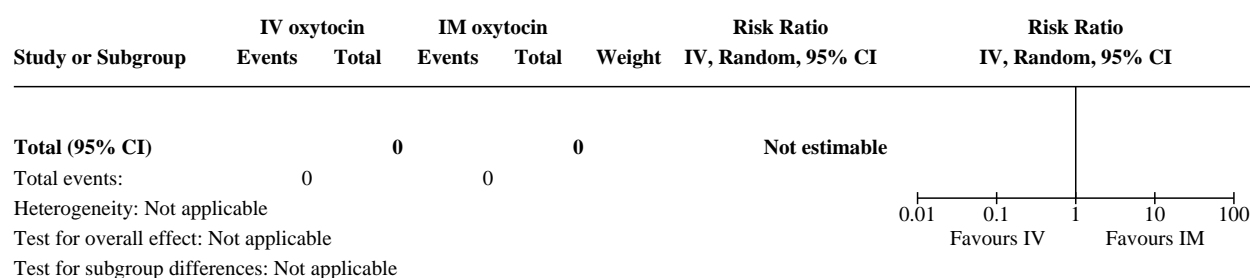 IV oxytocin IM oxytocin Risk Ratio Risk Ratio
Study or Subgroup Events Total Events Total Weight IV, Random, 95% CI IV, Random, 95% CI
Total (95% CI) 0 0 Not estimable
Total events: 0 0
Heterogeneity: Not applicable
0.01 0.1 1 10 100
Test for overall effect: Not applicable Favours IV Favours IM
Test for subgroup differences: Not applicable